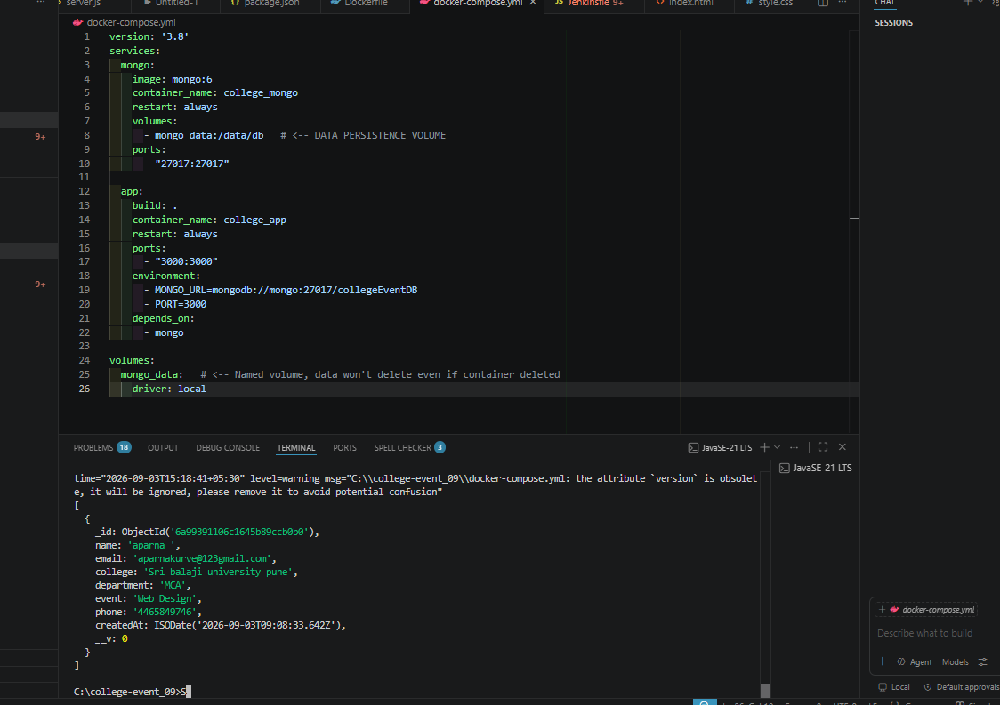 server.js
Untitled-1
package.json
Dockerfile
docker-compose.yml
Jenkinsfile 9+
index.html
style.css
CHAT
docker-compose.yml
SESSIONS
1 version: '3.8'
2 services:
3 mongo:
4 image: mongo:6
5 container_name: college_mongo
6 restart: always
7 volumes:
8 - mongo_data:/data/db # <-- DATA PERSISTENCE VOLUME
9 ports:
10 - "27017:27017"
11
12 app:
13 build: .
14 container_name: college_app
15 restart: always
16 ports:
17 - "3000:3000"
18 environment:
19 - MONGO_URL=mongodb://mongo:27017/collegeEventDB
20 - PORT=3000
21 depends_on:
22 - mongo
23
24 volumes:
25 mongo_data: # <-- Named volume, data won't delete even if container deleted
26 driver: local
9+
9+
PROBLEMS 18 OUTPUT DEBUG CONSOLE TERMINAL PORTS SPELL CHECKER 3
JavaSE-21 LTS
JavaSE-21 LTS
time="2026-09-03T15:18:41+05:30" level=warning msg="C:\\college-event_09\\docker-compose.yml: the attribute `version` is obsolet
e, it will be ignored, please remove it to avoid potential confusion"
[
{
_id: ObjectId('6a99391106c1645b89ccb0b0'),
name: 'aparna ',
email: 'aparnakurve@123gmail.com',
college: 'Sri balaji university pune',
department: 'MCA',
event: 'Web Design',
phone: '4465849746',
createdAt: ISODate('2026-09-03T09:08:33.642Z'),
__v: 0
}
]
C:\college-event_09>S
docker-compose.yml
Describe what to build
Agent Models
Local Default approvals